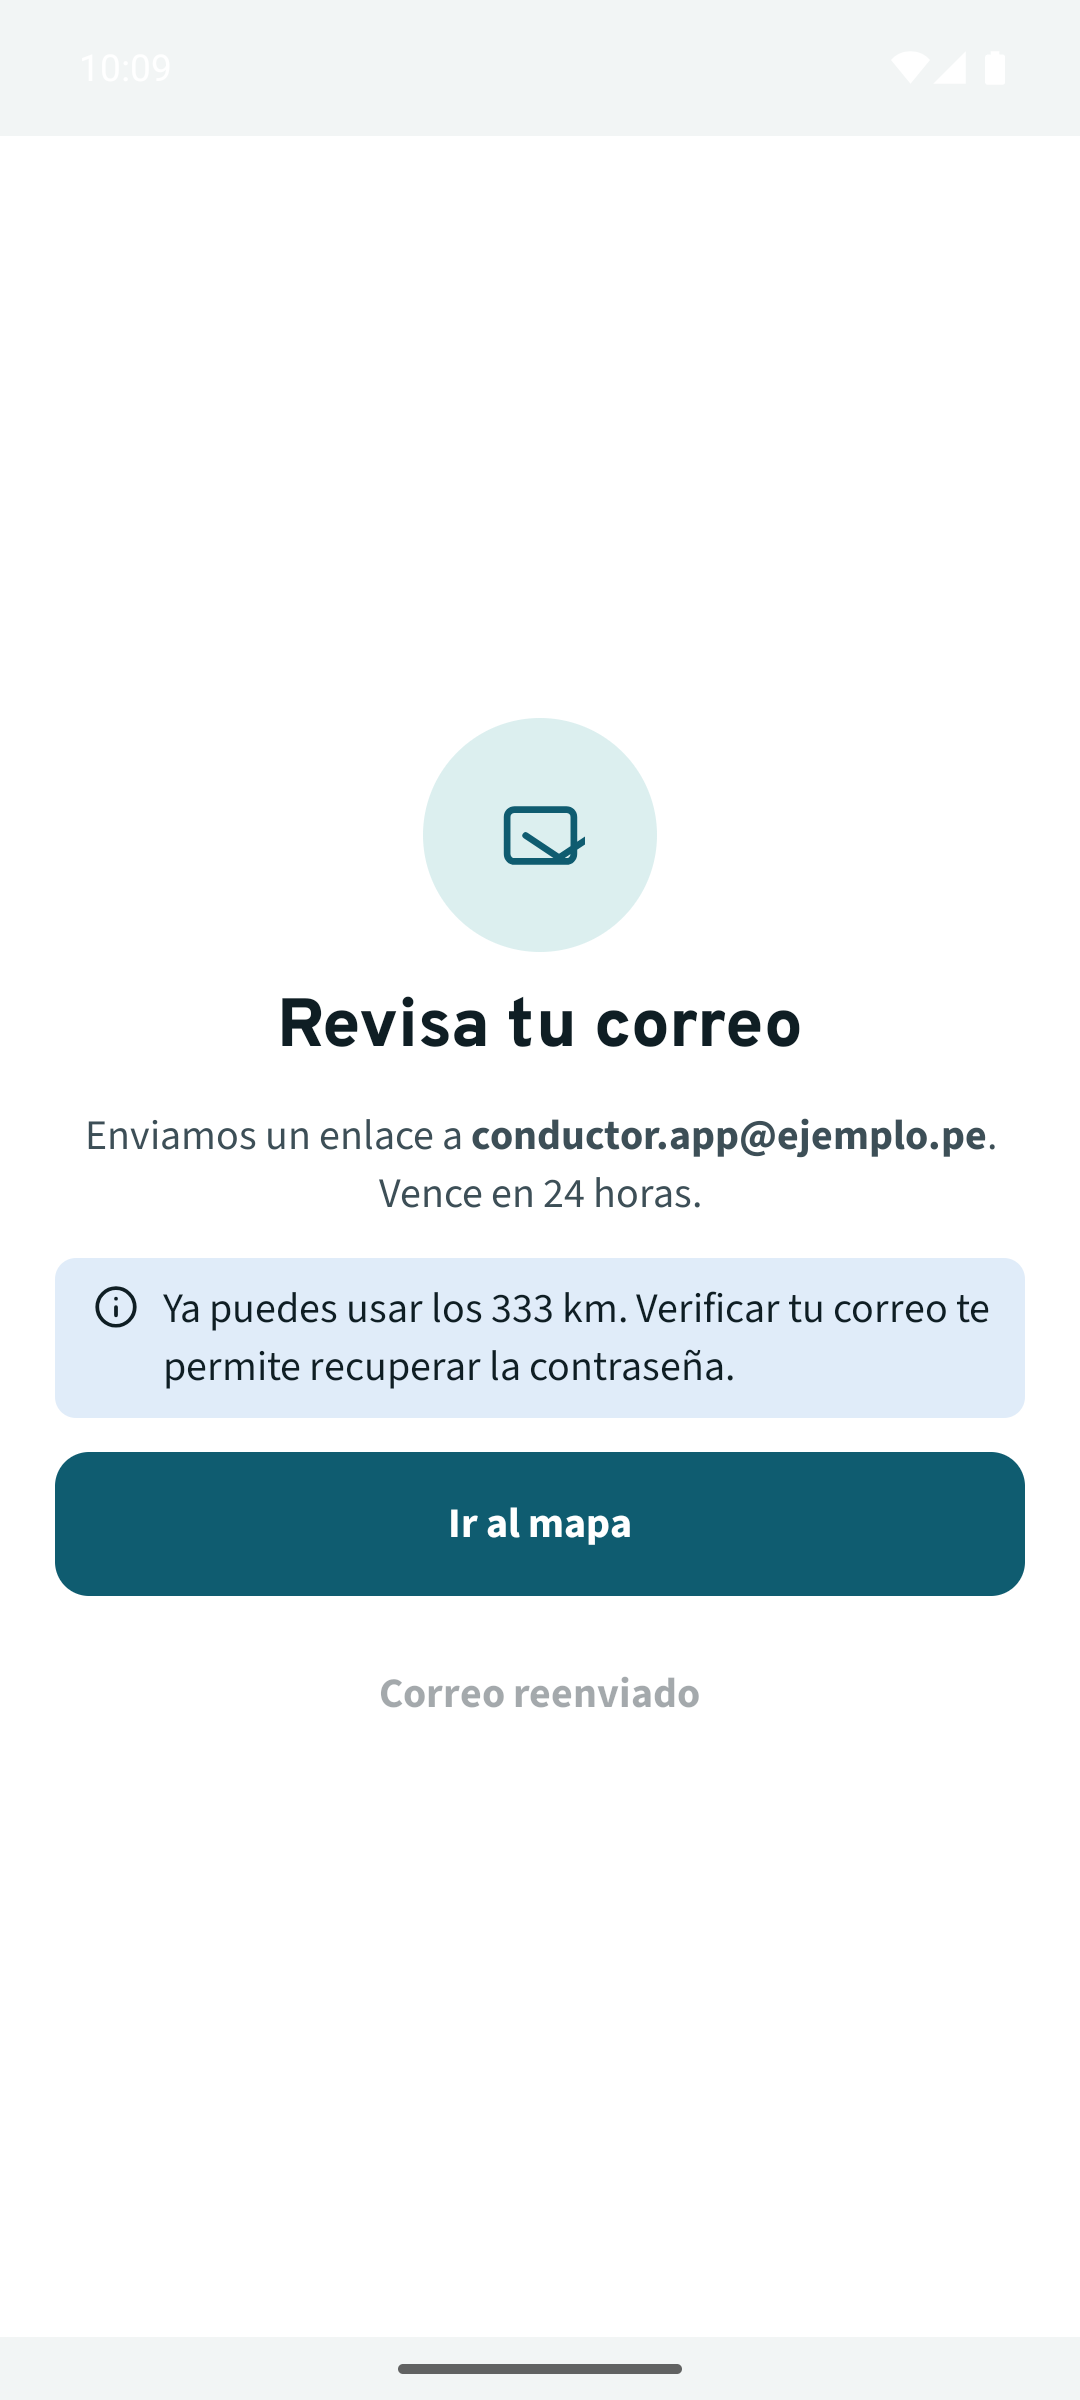 10:09
Revisa tu correo
Enviamos un enlace a conductor.app@ejemplo.pe.
Vence en 24 horas.
Ya puedes usar los 333 km. Verificar tu correo te
permite recuperar la contraseña.
Ir al mapa
Correo reenviado